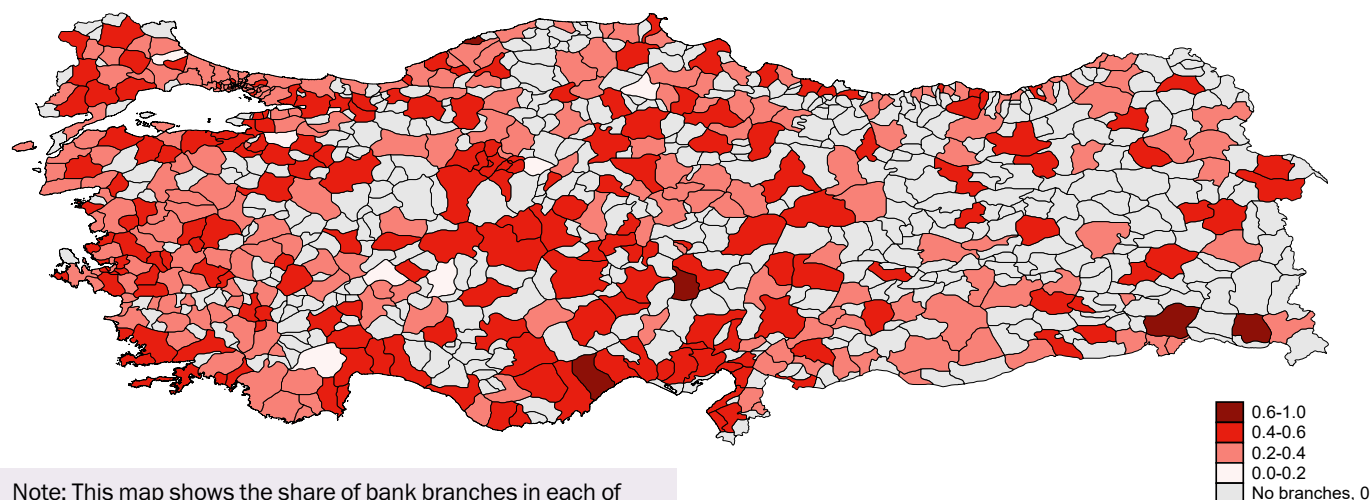 0.6-1.0
0.4-0.6
0.2-0.4
0.0-0.2
No branches, 0
Note: This map shows the share of bank branches in each of